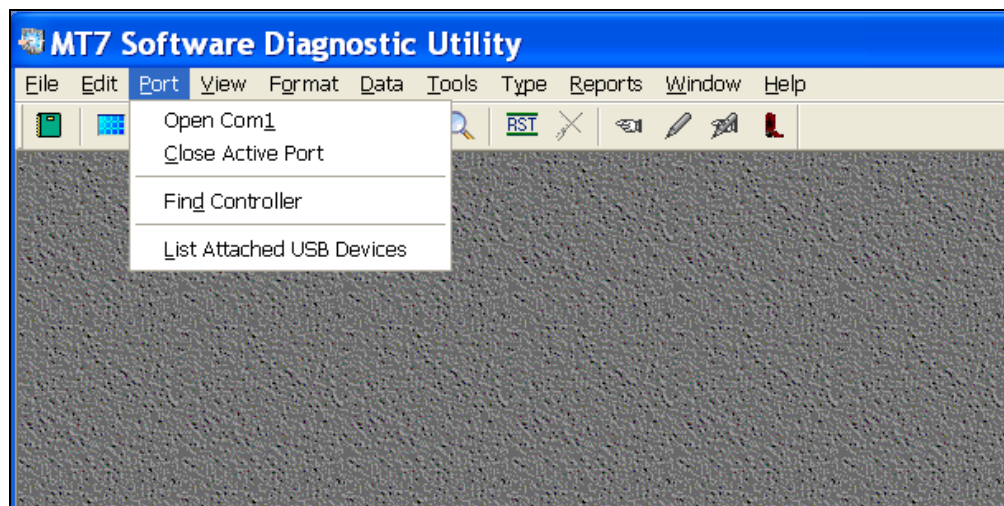 MT7 Software Diagnostic Utility
File Edit Port View Format Data Tools Type Reports Window Help
RST
Open Com1
Close Active Port
Find Controller
List Attached USB Devices